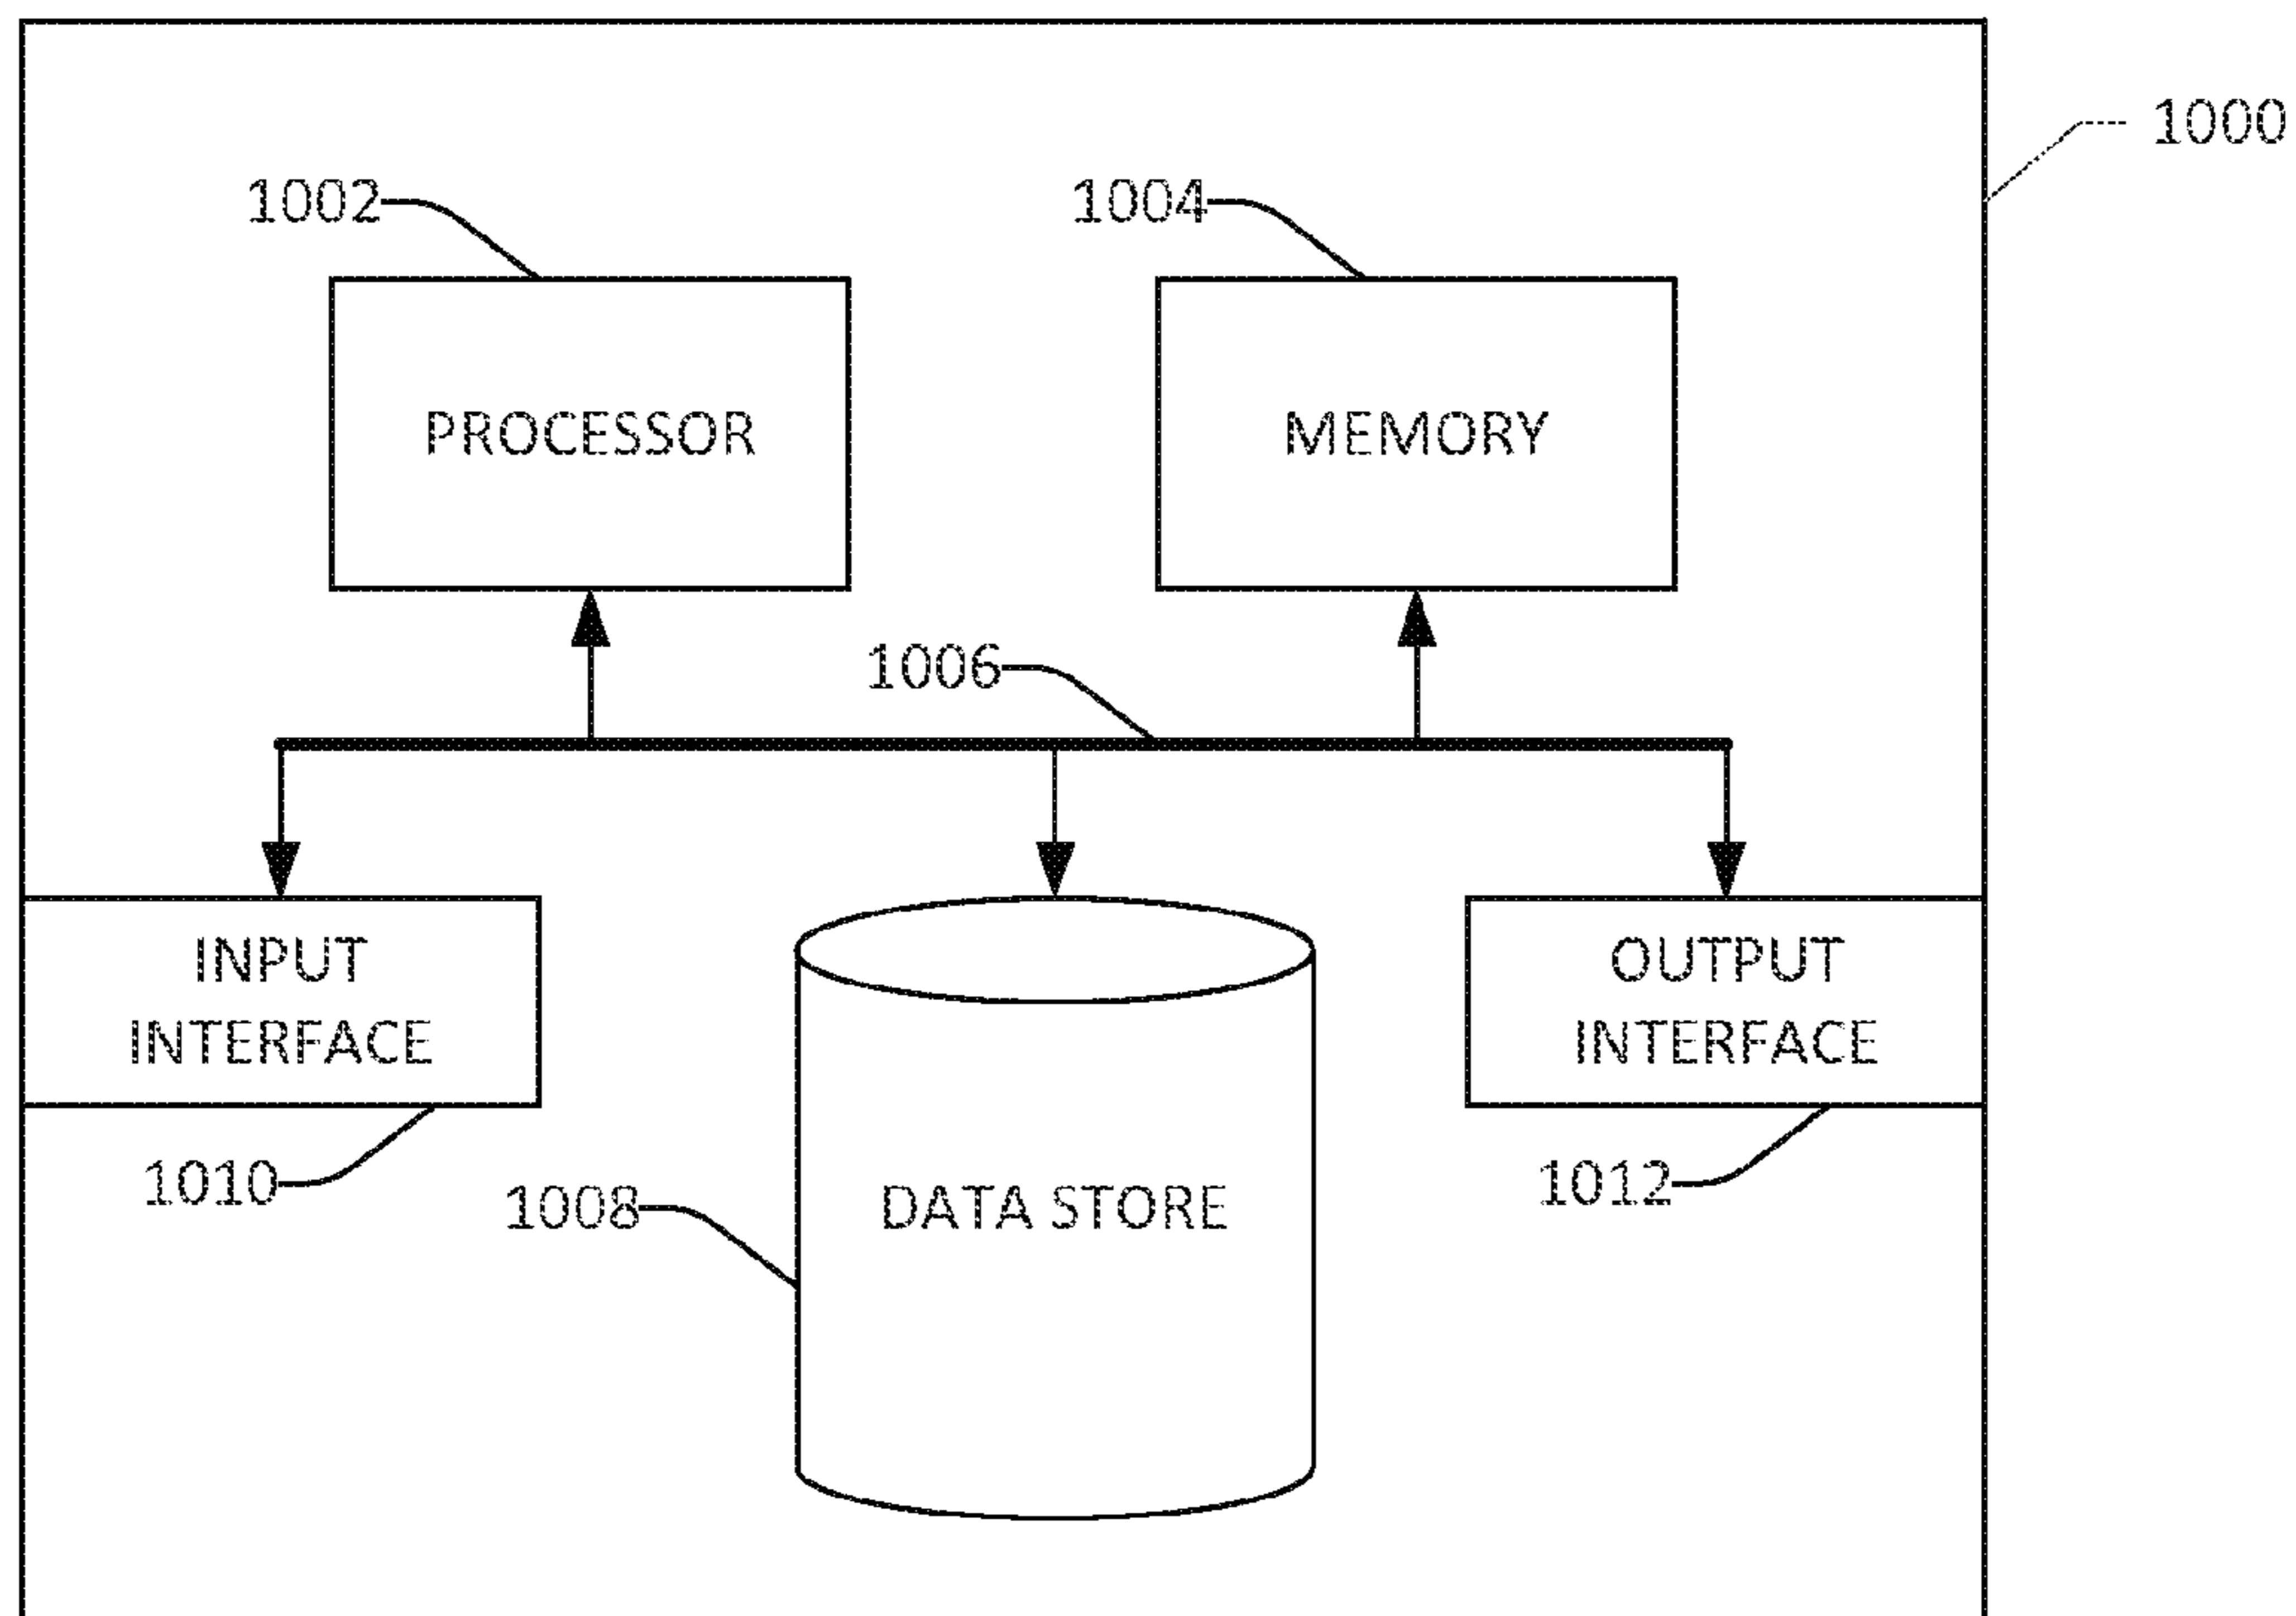 1000
1002
1004
PROCESSOR
MEMORY
1006
INPUT
INTERFACE
OUTPUT
INTERFACE
1010
1008
DATA STORE
1012